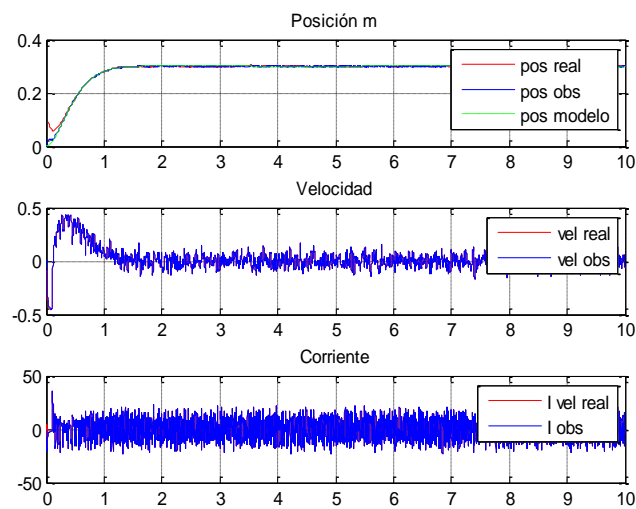 Posición m
0.4
0.2
0
pos real
pos obs
pos modelo
0 1 2 3 4 5 6 7 8 9 10
Velocidad
0.5
0
-0.5
vel real
vel obs
0 1 2 3 4 5 6 7 8 9 10
Corriente
50
0
-50
I vel real
I obs
0 1 2 3 4 5 6 7 8 9 10